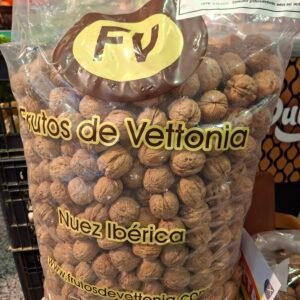 FV
Frutos de Vettonia
Nuez Ibérica
www.frutosdevettonia.com